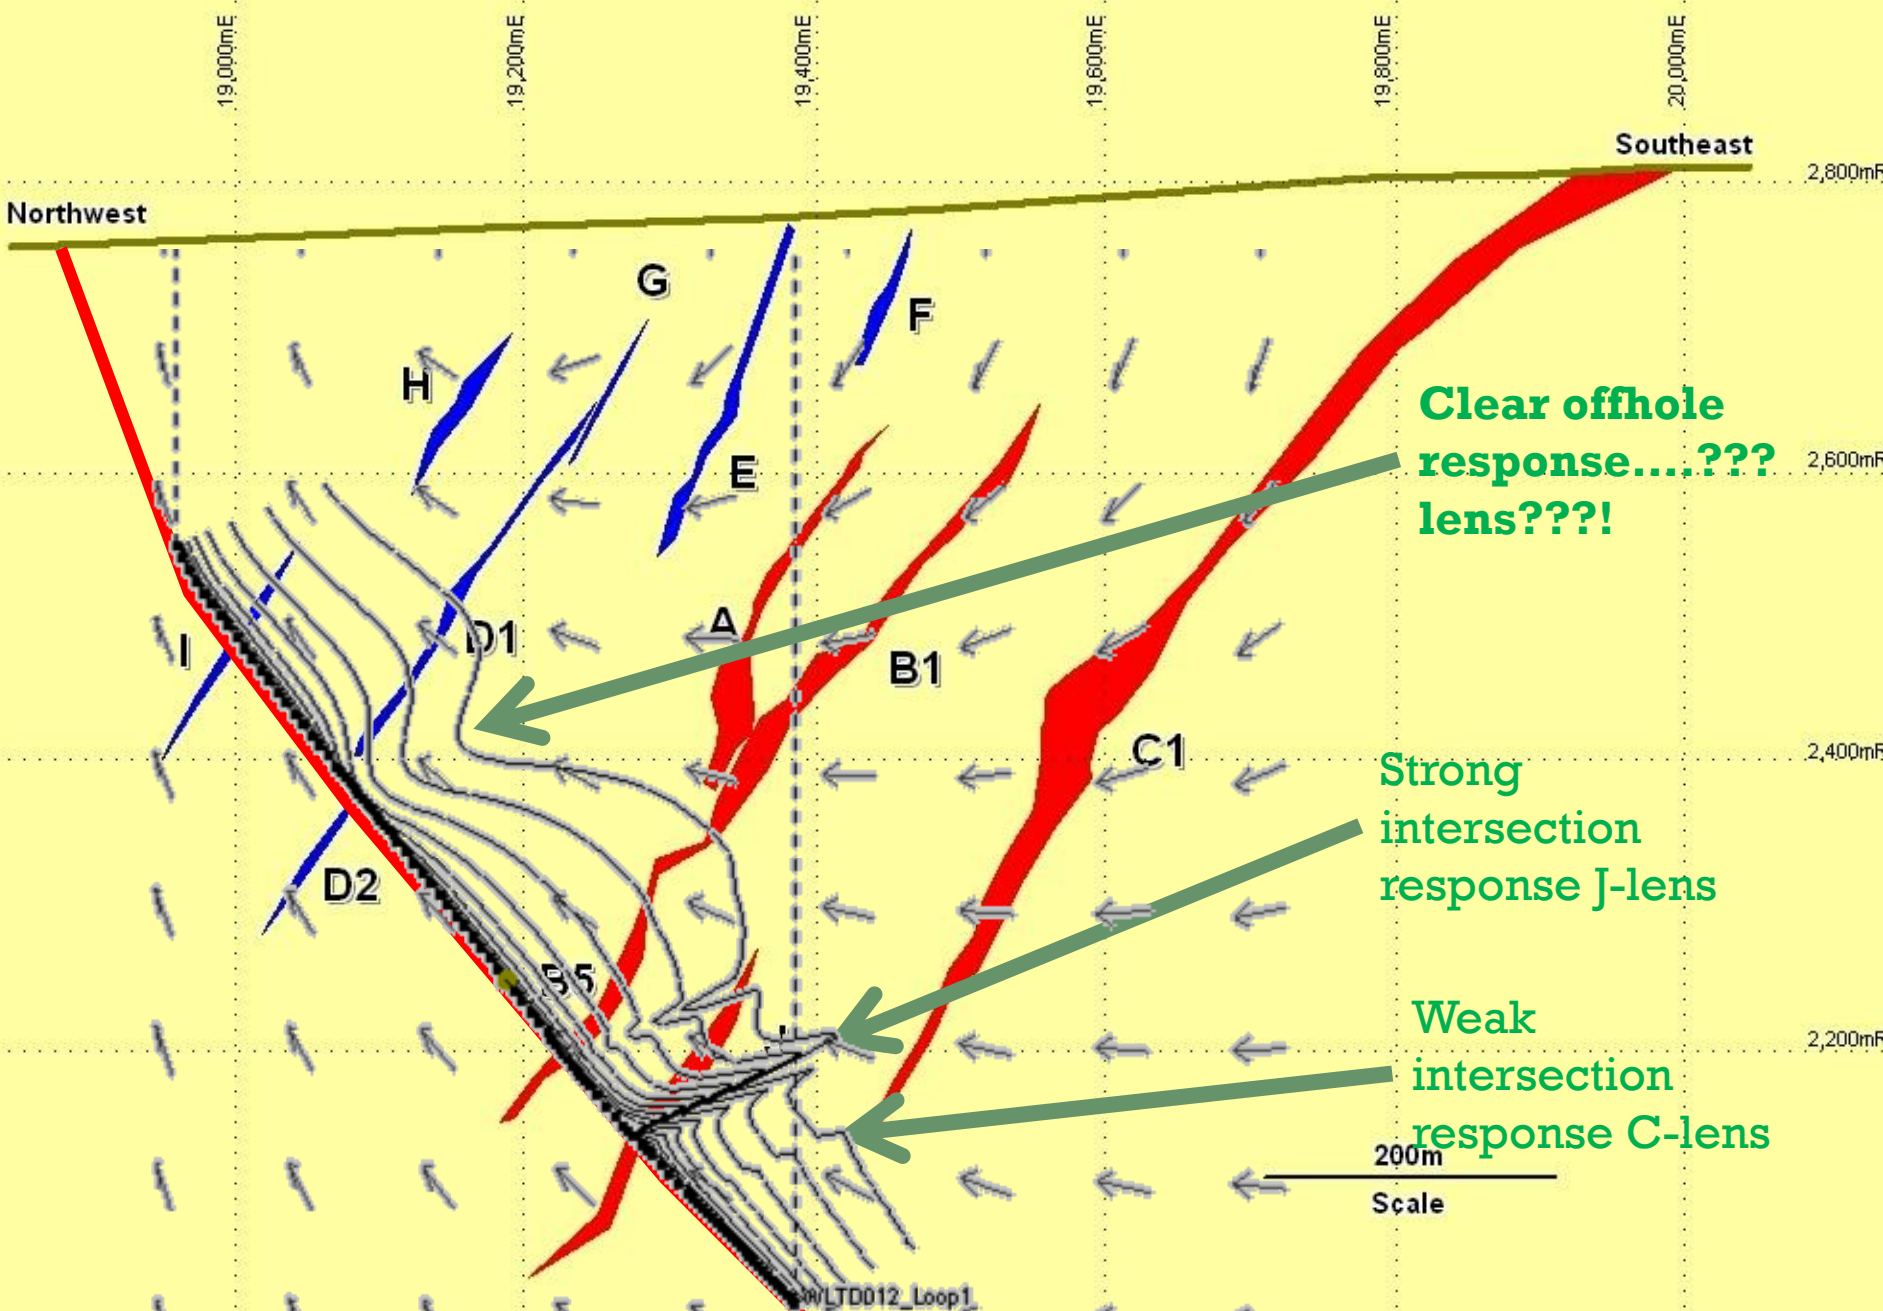 19,000mE
19,200mE
19,400mE
19,600mE
19,800mE
20,000mE
Southeast
2,800mR
Northwest
G
F
H
Clear offhole
response....???
lens???!
2,600mR
E
A
D1
I
B1
C1
2,400mR
Strong
intersection
response J-lens
D2
B5
Weak
intersection
response C-lens
2,200mR
200m
Scale
LTD012_Loop1